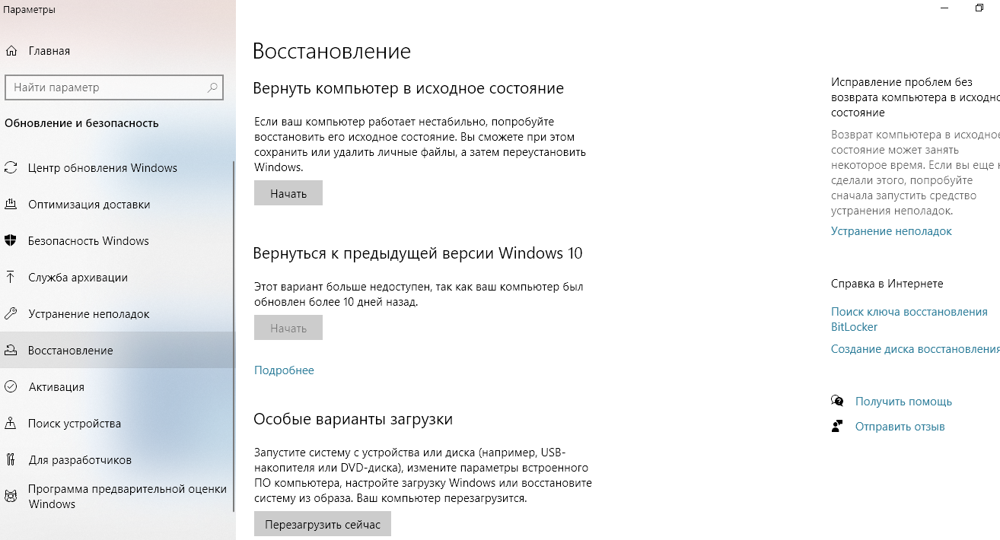 Параметры
Главная
Найти параметр
Обновление и безопасность
Центр обновления Windows
Оптимизация доставки
Безопасность Windows
Служба архивации
Устранение неполадок
Восстановление
Активация
Поиск устройства
Для разработчиков
Программа предварительной оценки
Windows
Восстановление
Вернуть компьютер в исходное состояние
Если ваш компьютер работает нестабильно, попробуйте
восстановить его исходное состояние. Вы сможете при этом
сохранить или удалить личные файлы, а затем переустановить
Windows.
Начать
Вернуться к предыдущей версии Windows 10
Этот вариант больше недоступен, так как ваш компьютер был
обновлен более 10 дней назад.
Начать
Подробнее
Особые варианты загрузки
Запустите систему с устройства или диска (например, USB-
накопителя или DVD-диска), измените параметры встроенного
ПО компьютера, настройте загрузку Windows или восстановите
систему из образа. Ваш компьютер перезагрузится.
Перезагрузить сейчас
Исправление проблем без
возврата компьютера в исходно
состояние
Возврат компьютера в исходное
состояние может занять
некоторое время. Если вы еще
сделали этого, попробуйте
сначала запустить средство
устранения неполадок.
Устранение неполадок
Справка в Интернете
Поиск ключа восстановления
BitLocker
Создание диска восстановления
Получить помощь
Отправить отзыв